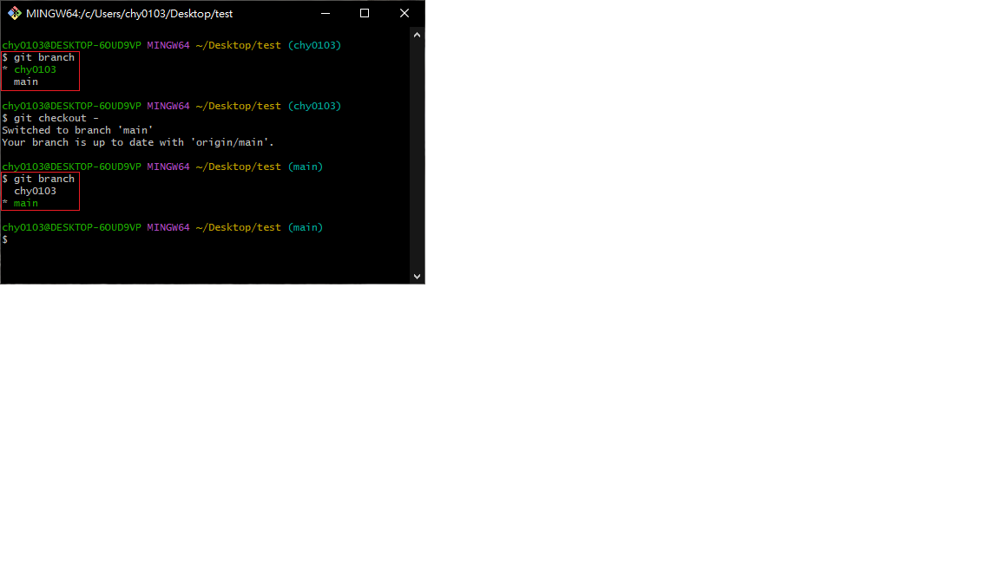 MINGW64:/c/Users/chy0103/Desktop/test
chy0103@DESKTOP-6OUD9VP MINGW64 ~/Desktop/test (chy0103)
$ git branch
* chy0103
  main
chy0103@DESKTOP-6OUD9VP MINGW64 ~/Desktop/test (chy0103)
$ git checkout -
Switched to branch 'main'
Your branch is up to date with 'origin/main'.
chy0103@DESKTOP-6OUD9VP MINGW64 ~/Desktop/test (main)
$ git branch
  chy0103
* main
chy0103@DESKTOP-6OUD9VP MINGW64 ~/Desktop/test (main)
$